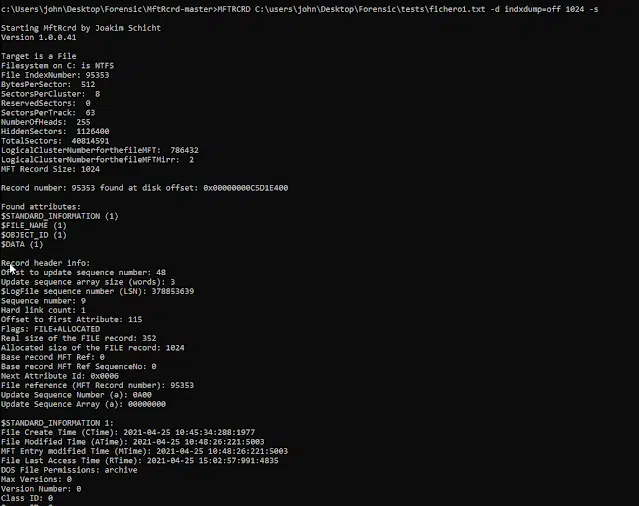 c:\Users\john\Desktop\Forensic\MftRcrd-master>MFTRCRD C:\users\john\Desktop\Forensic\tests\fichero1.txt -d indxdump=off 1024 -s
Starting MftRcrd by Joakim Schicht
Version 1.0.0.41
Target is a File
Filesystem on C: is NTFS
File IndexNumber: 95353
BytesPerSector:  512
SectorsPerCluster:  8
ReservedSectors:  0
SectorsPerTrack:  63
NumberOfHeads:  255
HiddenSectors:  1126400
TotalSectors:  40814591
LogicalClusterNumberforthefileMFT:  786432
LogicalClusterNumberforthefileMFTMirr:  2
MFT Record Size: 1024
Record number: 95353 found at disk offset: 0x00000000C5D1E400
Found attributes:
$STANDARD_INFORMATION (1)
$FILE_NAME (1)
$OBJECT_ID (1)
$DATA (1)
Record header info:
Offst to update sequence number: 48
Update sequence array size (words): 3
$LogFile sequence number (LSN): 378853639
Sequence number: 9
Hard link count: 1
Offset to first Attribute: 115
Flags: FILE+ALLOCATED
Real size of the FILE record: 352
Allocated size of the FILE record: 1024
Base record MFT Ref: 0
Base record MFT Ref SequenceNo: 0
Next Attribute Id: 0x0006
File reference (MFT Record number): 95353
Update Sequence Number (a): 0A00
Update Sequence Array (a): 00000000
$STANDARD_INFORMATION 1:
File Create Time (CTime): 2021-04-25 10:45:34:288:1977
File Modified Time (ATime): 2021-04-25 10:48:26:221:5003
MFT Entry modified Time (MTime): 2021-04-25 10:48:26:221:5003
File Last Access Time (RTime): 2021-04-25 15:02:57:991:4835
DOS File Permissions: archive
Max Versions: 0
Version Number: 0
Class ID: 0